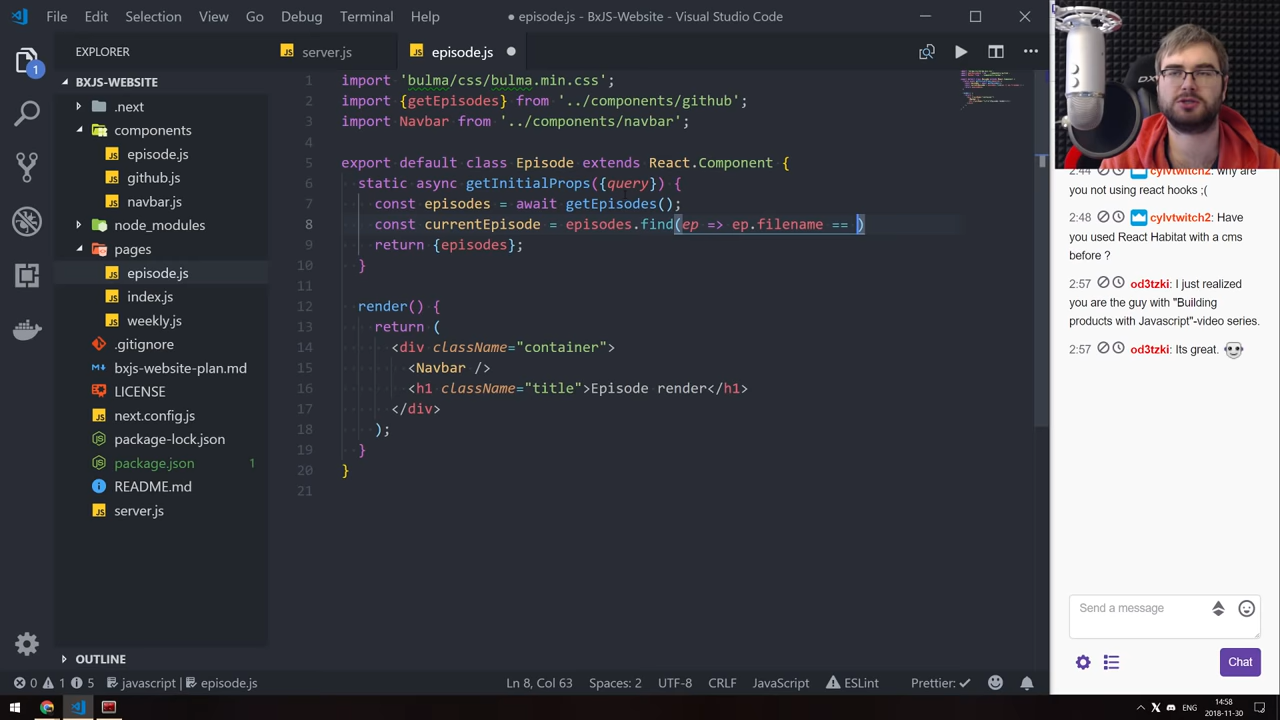 File Edit Selection View Go Debug Terminal Help
● episode.js - BxJS-Website - Visual Studio Code
EXPLORER
BXJS-WEBSITE
.next
components
episode.js
github.js
navbar.js
node_modules
pages
episode.js
index.js
weekly.js
.gitignore
bxjs-website-plan.md
LICENSE
next.config.js
package-lock.json
package.json 1
README.md
server.js
OUTLINE
1
JS server.js
JS episode.js ●
1 import 'bulma/css/bulma.min.css';
2 import {getEpisodes} from '../components/github';
3 import Navbar from '../components/navbar';
4
5 export default class Episode extends React.Component {
6 static async getInitialProps({query}) {
7 const episodes = await getEpisodes();
8 const currentEpisode = episodes.find(ep => ep.filename == )
9 return {episodes};
10 }
11
12 render() {
13 return (
14 <div className="container">
15 <Navbar />
16 <h1 className="title">Episode render</h1>
17 </div>
18 );
19 }
20 }
21
0 1 5 javascript | episode.js Ln 8, Col 63 Spaces: 2 UTF-8 CRLF JavaScript ESLint Prettier: ✓
2:44 cylvtwitch2: why are
you not using react hooks ;(
2:48 cylvtwitch2: Have
you used React Habitat with a cms
before ?
2:57 od3tzki: I just realized
you are the guy with "Building
products with Javascript"-video series.
2:57 od3tzki: Its great.
Send a message
Chat
ENG
14:58
2018-11-30